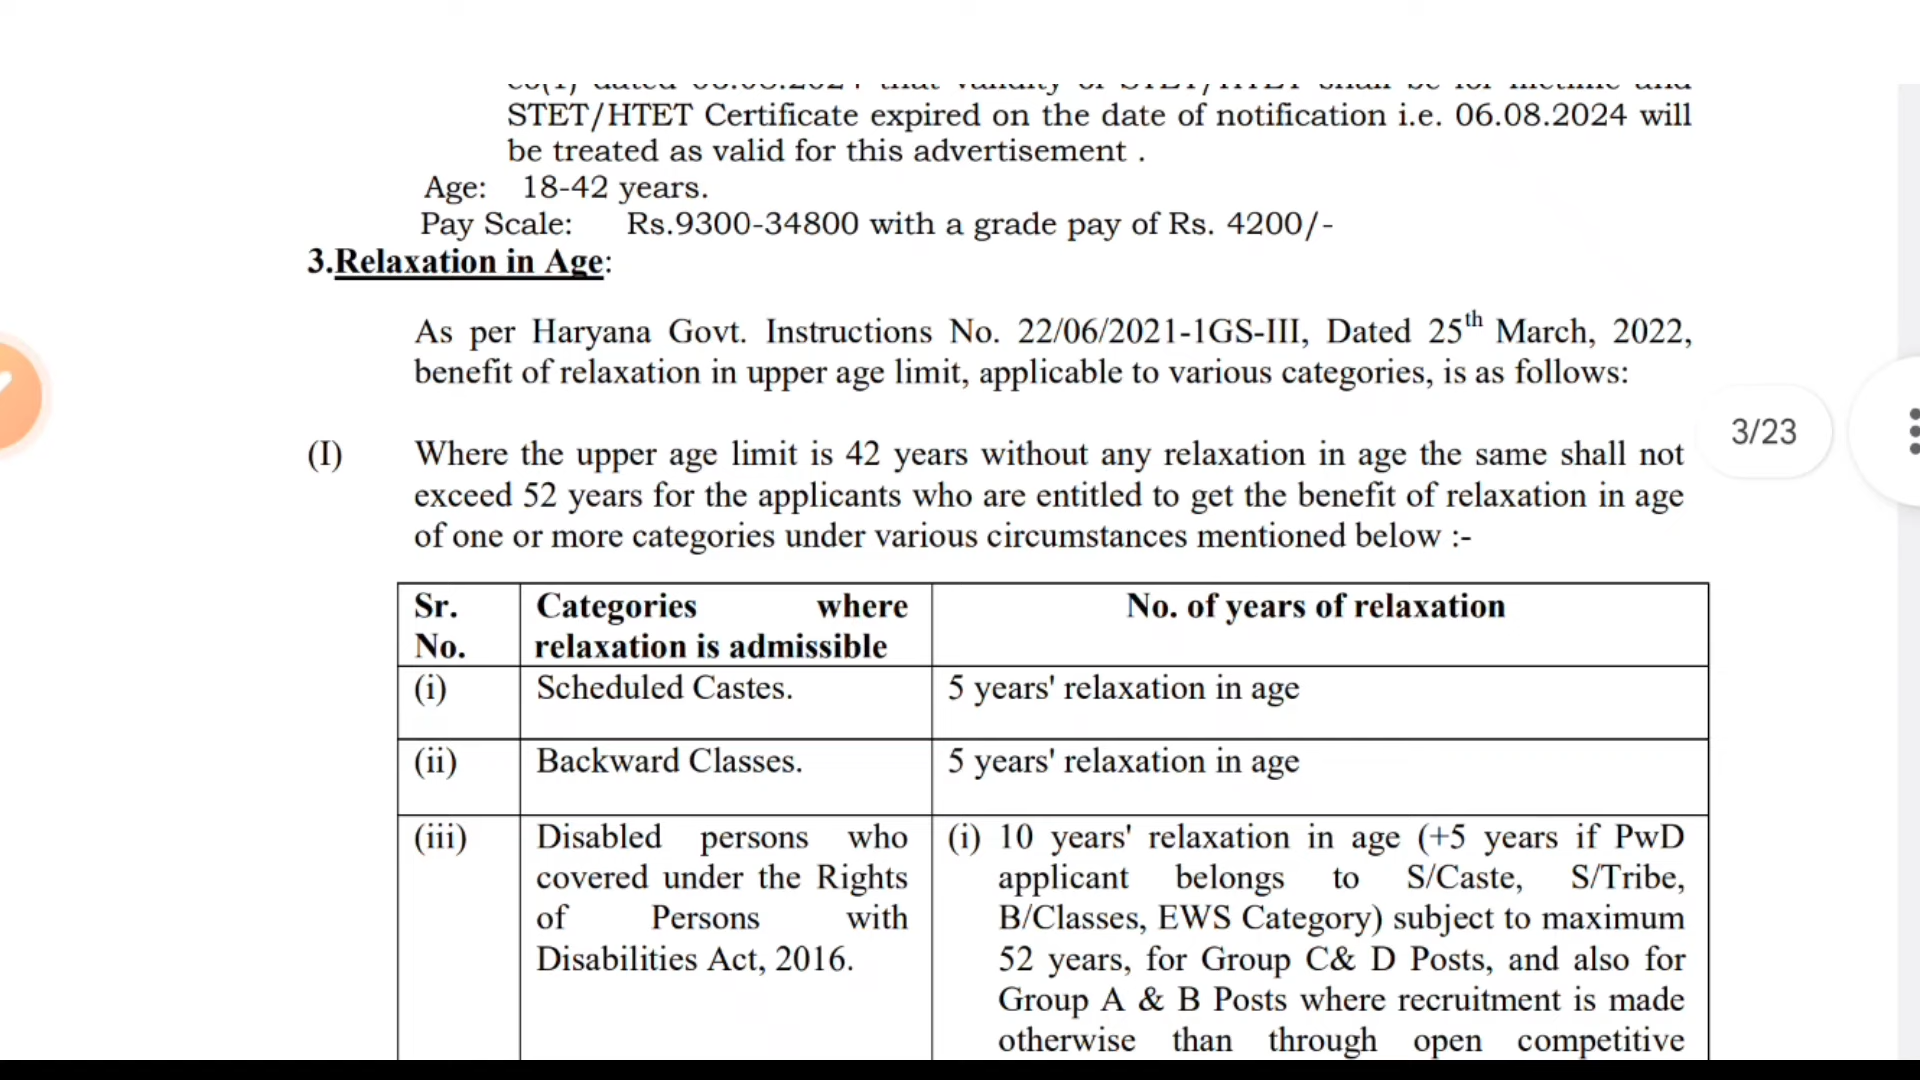 STET/HTET Certificate expired on the date of notification i.e. 06.08.2024 will
be treated as valid for this advertisement .
Age: 18-42 years.
Pay Scale: Rs.9300-34800 with a grade pay of Rs. 4200/-
3.Relaxation in Age:
As per Haryana Govt. Instructions No. 22/06/2021-1GS-III, Dated 25th March, 2022,
benefit of relaxation in upper age limit, applicable to various categories, is as follows:
3/23
(I) Where the upper age limit is 42 years without any relaxation in age the same shall not
exceed 52 years for the applicants who are entitled to get the benefit of relaxation in age
of one or more categories under various circumstances mentioned below :-
Sr. No. Categories where relaxation is admissible No. of years of relaxation
(i) Scheduled Castes. 5 years' relaxation in age
(ii) Backward Classes. 5 years' relaxation in age
(iii) Disabled persons who
covered under the Rights
of Persons with
Disabilities Act, 2016.
(i) 10 years' relaxation in age (+5 years if PwD
applicant belongs to S/Caste, S/Tribe,
B/Classes, EWS Category) subject to maximum
52 years, for Group C& D Posts, and also for
Group A & B Posts where recruitment is made
otherwise than through open competitive